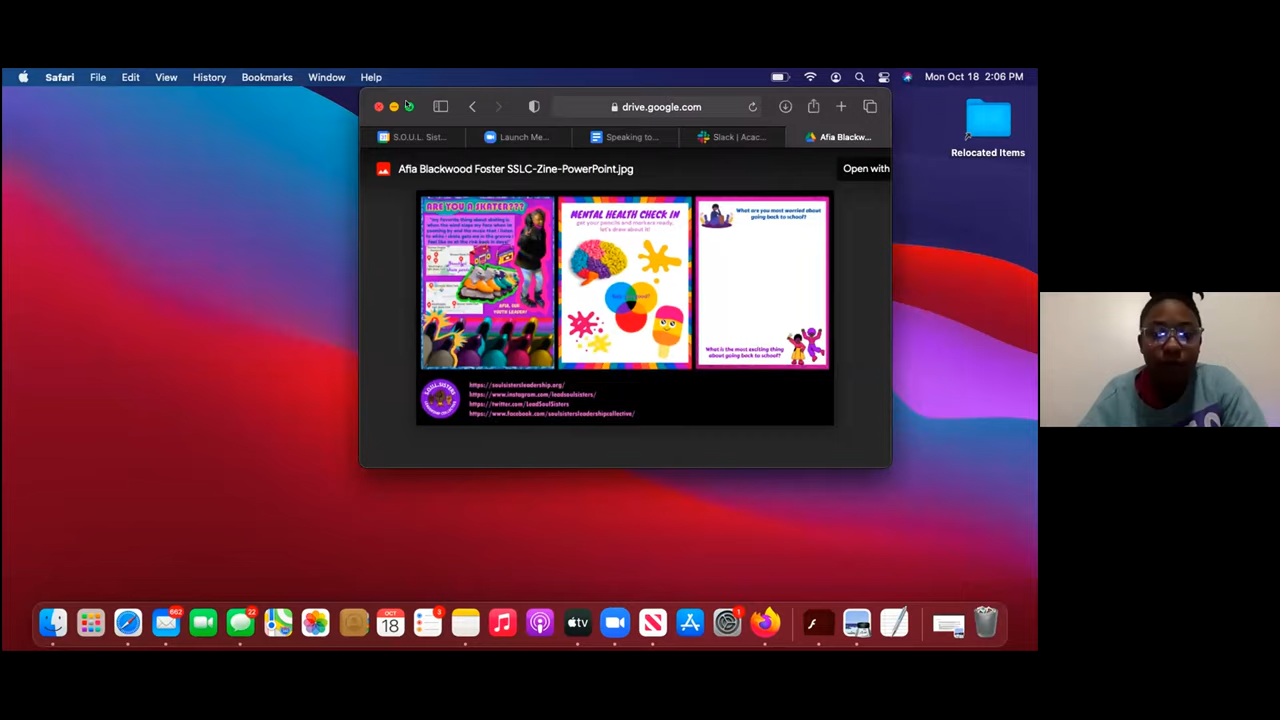 Safari File Edit View History Bookmarks Window Help Mon Oct 18 2:06 PM
drive.google.com
S.O.U.L. Sist... Launch Me... Speaking to... Slack | Acac... Afia Blackw...
Afia Blackwood Foster SSLC-Zine-PowerPoint.jpg Open with
Relocated Items
ARE YOU A SKATER???
AFIA, OUR
YOUTH LEADER!
MENTAL HEALTH CHECK IN
get your pencils and markers ready,
let's draw about it!
What are you most worried about
going back to school?
What is the most exciting thing
about going back to school?
https://soulsistersleadership.org/
https://www.instagram.com/leadsoulsisters/
https://twitter.com/LeadSoulSisters
https://www.facebook.com/soulsistersleadershipcollective/
662
22
OCT
18
3
tv
1